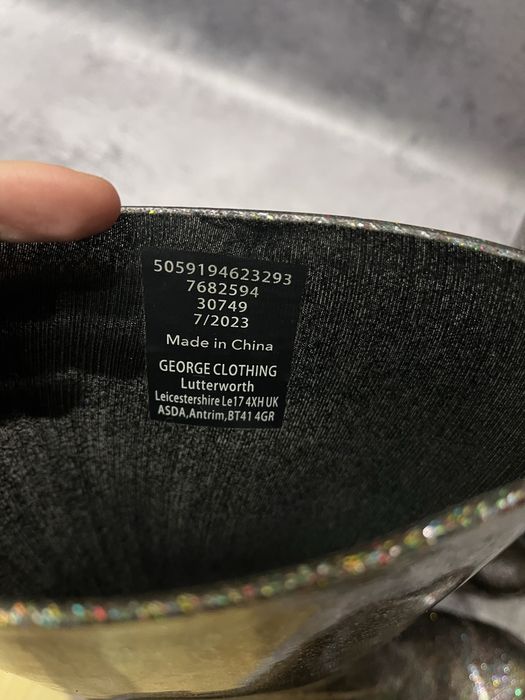 5059194623293
7682594
30749
7/2023
Made in China
GEORGE CLOTHING
Lutterworth
Leicestershire Le17 4XH UK
ASDA,Antrim,BT41 4GR